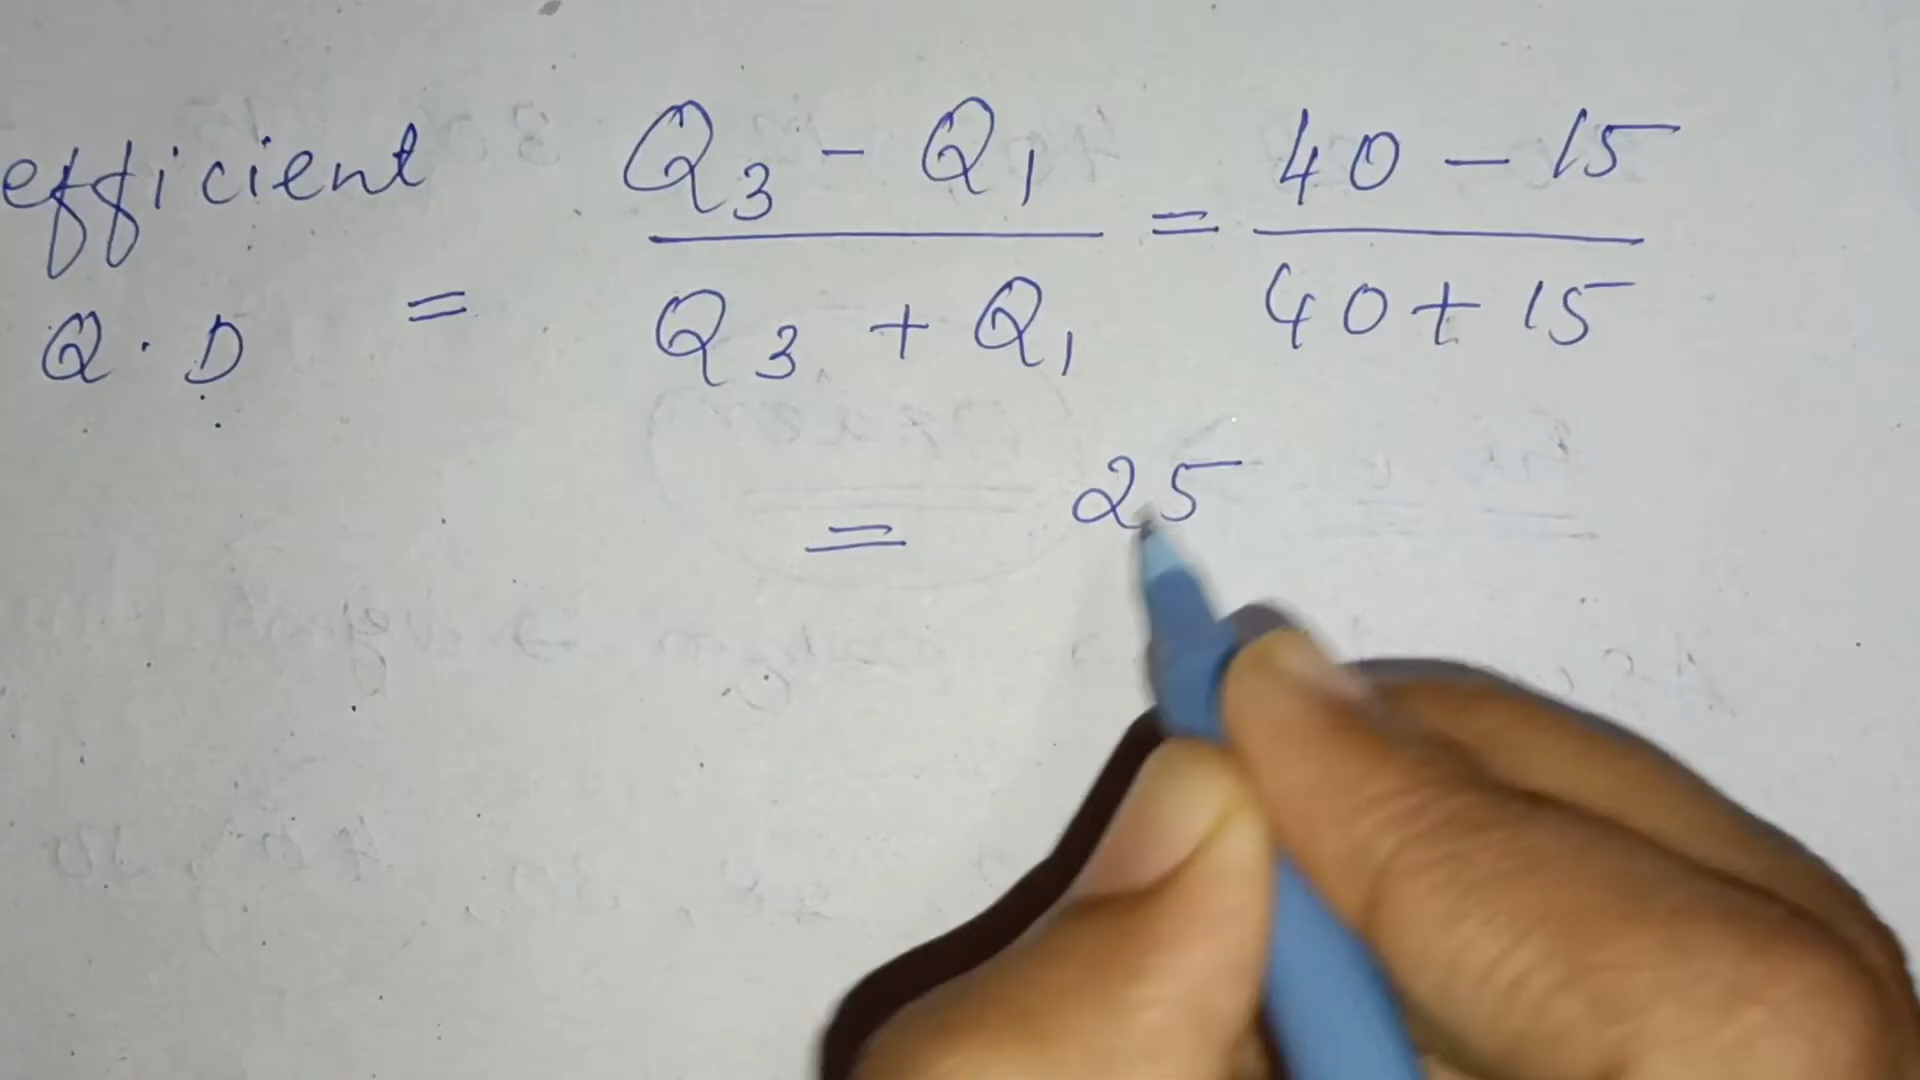 efficient Q3 - Q1 = 40 - 15
Q.D = Q3 + Q1 40 + 15
= 25